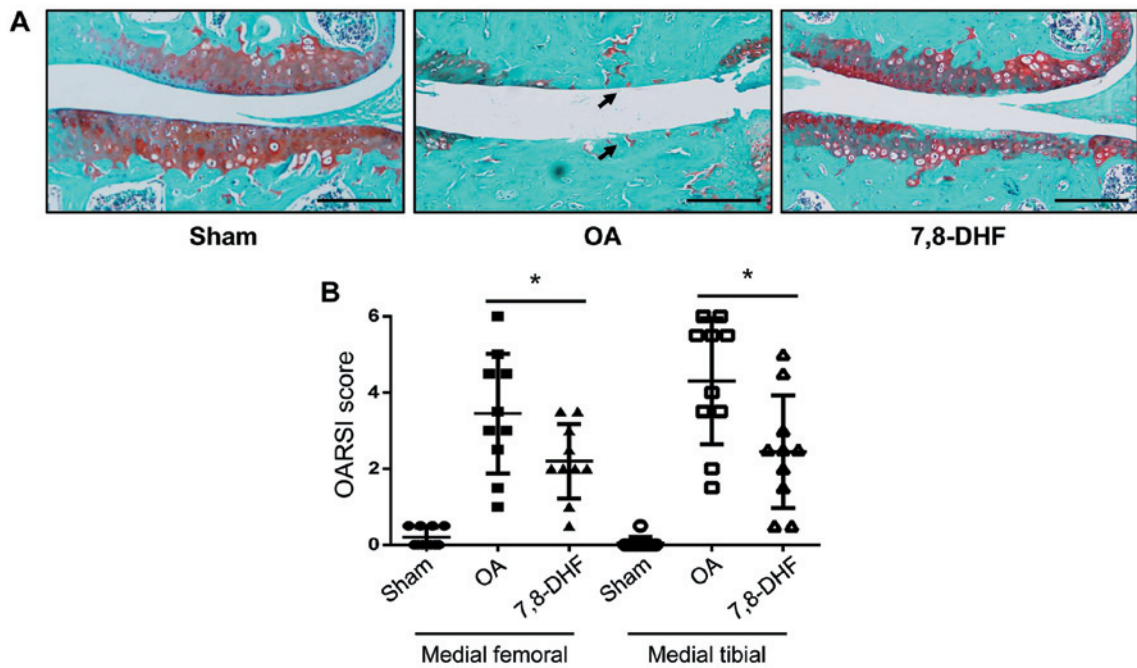 A
Sham OA 7,8-DHF
B
* *
6
4
2
0
OARSI score
Sham OA 7,8-DHF Sham OA 7,8-DHF
Medial femoral Medial tibial